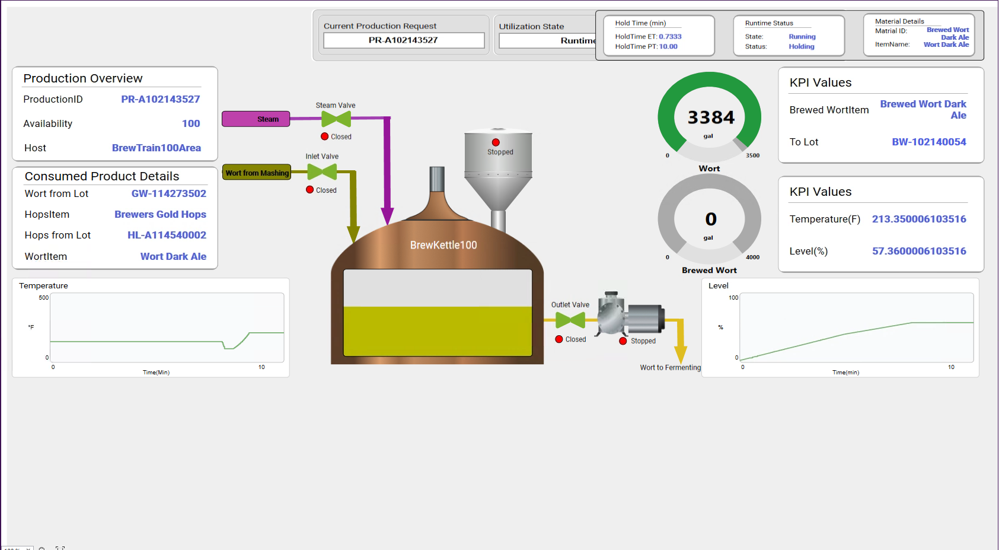 Current Production Request
PR-A102143527
Utilization State
Runtime
Hold Time (min)
HoldTime ET: 0.7333
HoldTime PT: 10.00
Runtime Status
State: Running
Status: Holding
Material Details
Matrial ID: Brewed Wort
Dark Ale
ItemName: Wort Dark Ale
Production Overview
ProductionID PR-A102143527
Availability 100
Host BrewTrain100Area
Consumed Product Details
Wort from Lot GW-114273502
HopsItem Brewers Gold Hops
Hops from Lot HL-A114540002
WortItem Wort Dark Ale
Steam
Steam Valve
Closed
Wort from Mashing
Inlet Valve
Closed
Stopped
BrewKettle100
Outlet Valve
Closed
Stopped
Wort to Fermenting
3384
gal
0 3500
Wort
0
gal
0 4000
Brewed Wort
KPI Values
Brewed WortItem Brewed Wort Dark
Ale
To Lot BW-102140054
KPI Values
Temperature(F) 213.350006103516
Level(%) 57.3600006103516
Temperature
500
°F
0
0 10
Time(Min)
Level
100
%
0
0 10
Time(min)